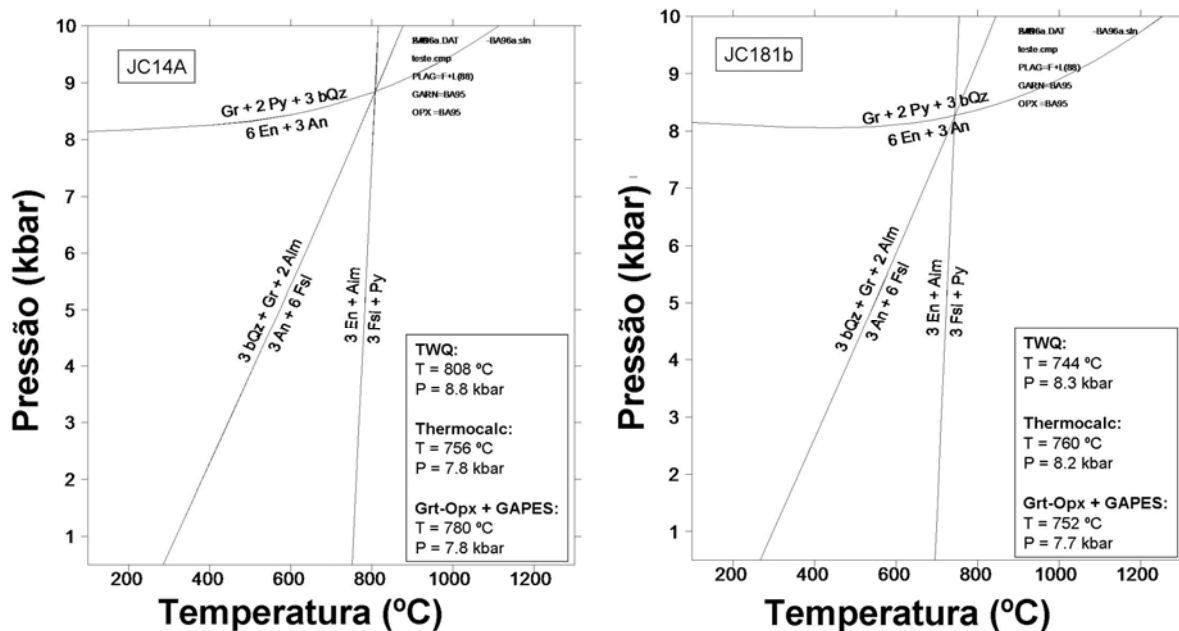 JC14A
-BA96a.sln
teste.cmp
PLAG=F+L(88)
GARN=BA95
OPX =BA95
Gr + 2 Py + 3 bQz
6 En + 3 An
3 bQz + Gr + 2 Alm
3 An + 6 Fsl
3 En + Alm
3 Fsl + Py
TWQ:
T = 808 ºC
P = 8.8 kbar
Thermocalc:
T = 756 ºC
P = 7.8 kbar
Grt-Opx + GAPES:
T = 780 ºC
P = 7.8 kbar
10
9
8
7
6
5
4
3
2
1
Pressão (kbar)
200 400 600 800 1000 1200
Temperatura (ºC)
JC181b
-BA96a.sln
teste.cmp
PLAG=F+L(88)
GARN=BA95
OPX =BA95
Gr + 2 Py + 3 bQz
6 En + 3 An
3 bQz + Gr + 2 Alm
3 An + 6 Fsl
3 En + Alm
3 Fsl + Py
TWQ:
T = 744 ºC
P = 8.3 kbar
Thermocalc:
T = 760 ºC
P = 8.2 kbar
Grt-Opx + GAPES:
T = 752 ºC
P = 7.7 kbar
10
9
8
7
6
5
4
3
2
1
Pressão (kbar)
200 400 600 800 1000 1200
Temperatura (ºC)